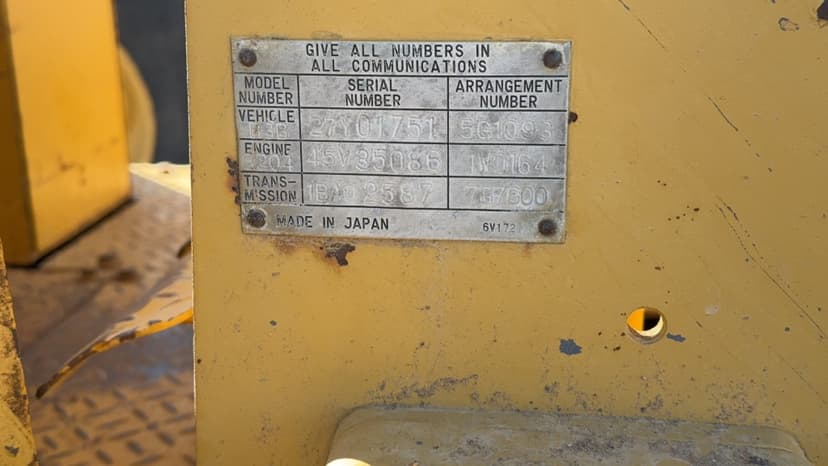 GIVE ALL NUMBERS IN
ALL COMMUNICATIONS
MODEL NUMBER SERIAL NUMBER ARRANGEMENT NUMBER
VEHICLE 27Y01751
ENGINE 3204 45V35086
TRANS-MISSION
MADE IN JAPAN 6V172